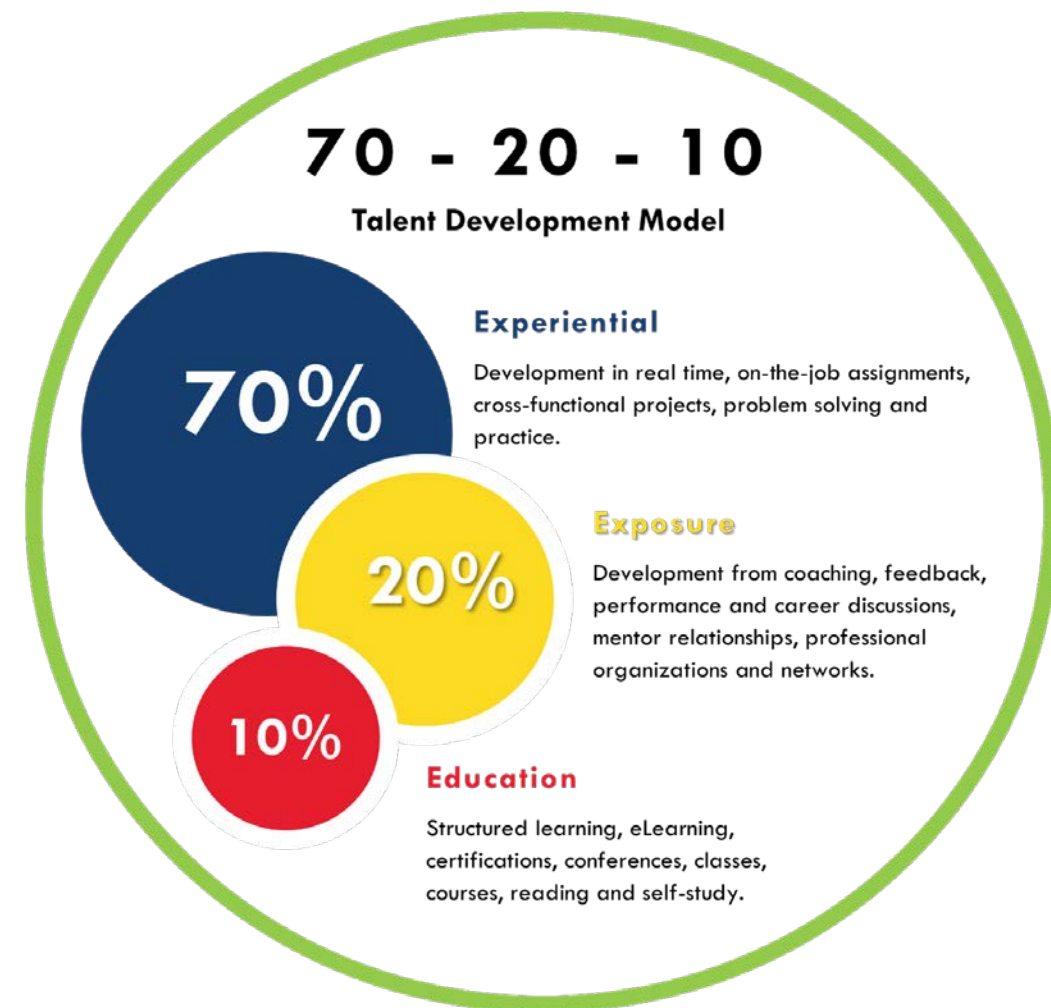 70 - 20 - 10
Talent Development Model
70%
Experiential
Development in real time, on-the-job assignments,
cross-functional projects, problem solving and
practice.
20%
Exposure
Development from coaching, feedback,
performance and career discussions,
mentor relationships, professional
organizations and networks.
10%
Education
Structured learning, eLearning,
certifications, conferences, classes,
courses, reading and self-study.